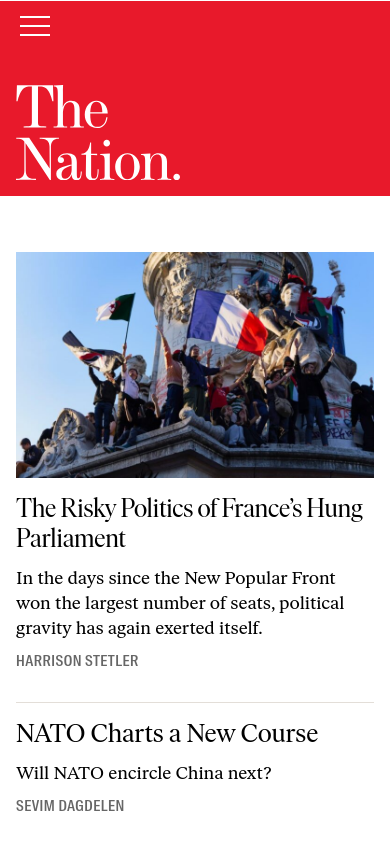 The
Nation.
The Risky Politics of France’s Hung
Parliament
In the days since the New Popular Front
won the largest number of seats, political
gravity has again exerted itself.
HARRISON STETLER
NATO Charts a New Course
Will NATO encircle China next?
SEVIM DAGDELEN